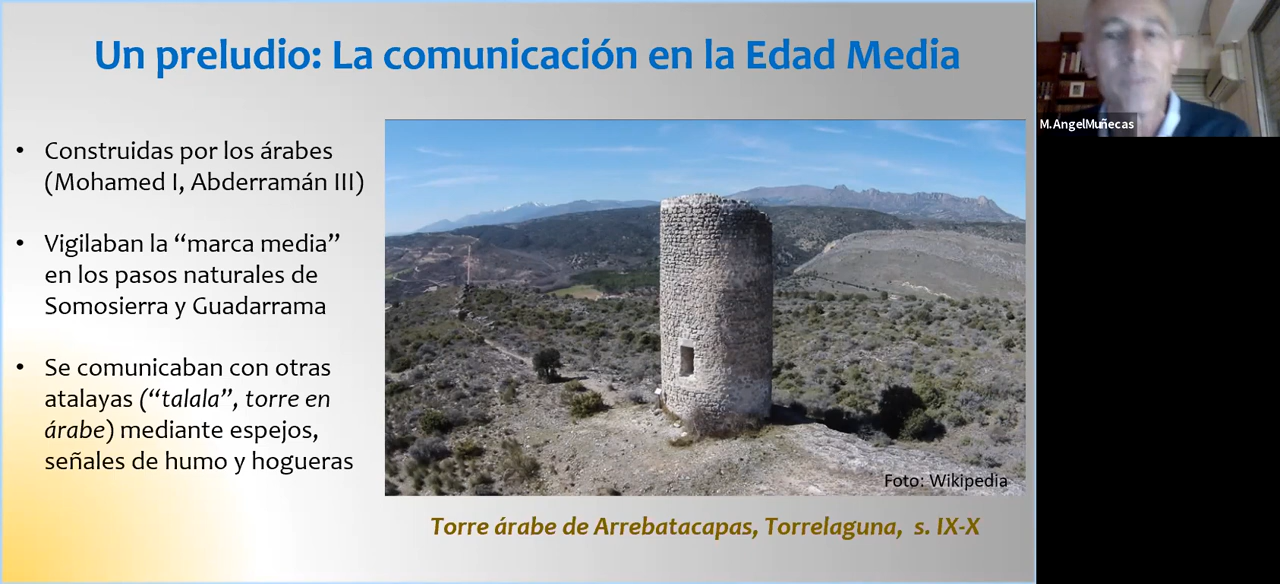 Un preludio: La comunicación en la Edad Media
• Construidas por los árabes
(Mohamed I, Abderramán III)
• Vigilaban la “marca media”
en los pasos naturales de
Somosierra y Guadarrama
• Se comunicaban con otras
atalayas (“talala”, torre en
árabe) mediante espejos,
señales de humo y hogueras
Foto: Wikipedia
Torre árabe de Arrebatacapas, Torrelaguna, s. IX-X
M.AngelMuñecas